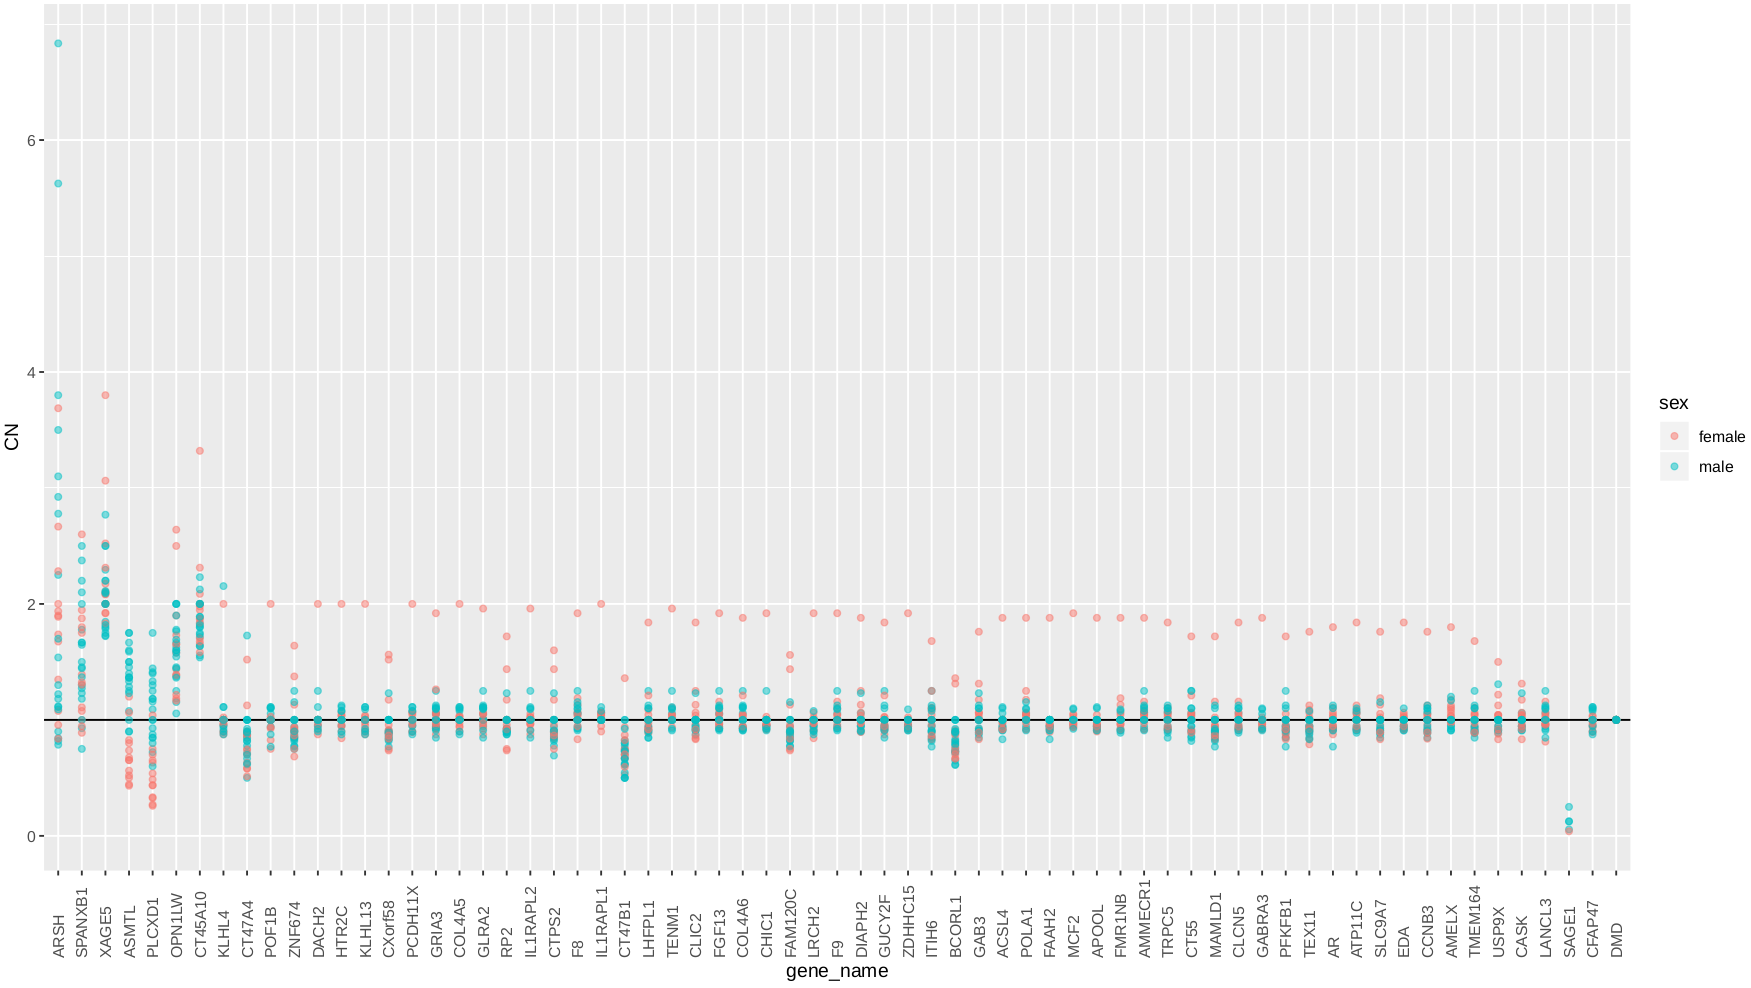 6
4
2
0
CN
ARSH
SPANXB1
XAGE5
ASMTL
PLCXD1
OPN1LW
CT45A10
KLHL4
CT47A4
POF1B
ZNF674
DACH2
HTR2C
KLHL13
CXorf58
PCDH11X
GRIA3
COL4A5
GLRA2
RP2
IL1RAPL2
CTPS2
F8
IL1RAPL1
CT47B1
LHFPL1
TENM1
CLIC2
FGF13
COL4A6
CHIC1
FAM120C
LRCH2
F9
DIAPH2
GUCY2F
ZDHHC15
ITIH6
BCORL1
GAB3
ACSL4
POLA1
FAAH2
MCF2
APOOL
FMR1NB
AMMECR1
TRPC5
CT55
MAMLD1
CLCN5
GABRA3
PFKFB1
TEX11
AR
ATP11C
SLC9A7
EDA
CCNB3
AMELX
TMEM164
USP9X
CASK
LANCL3
SAGE1
CFAP47
DMD
gene_name
sex
female
male